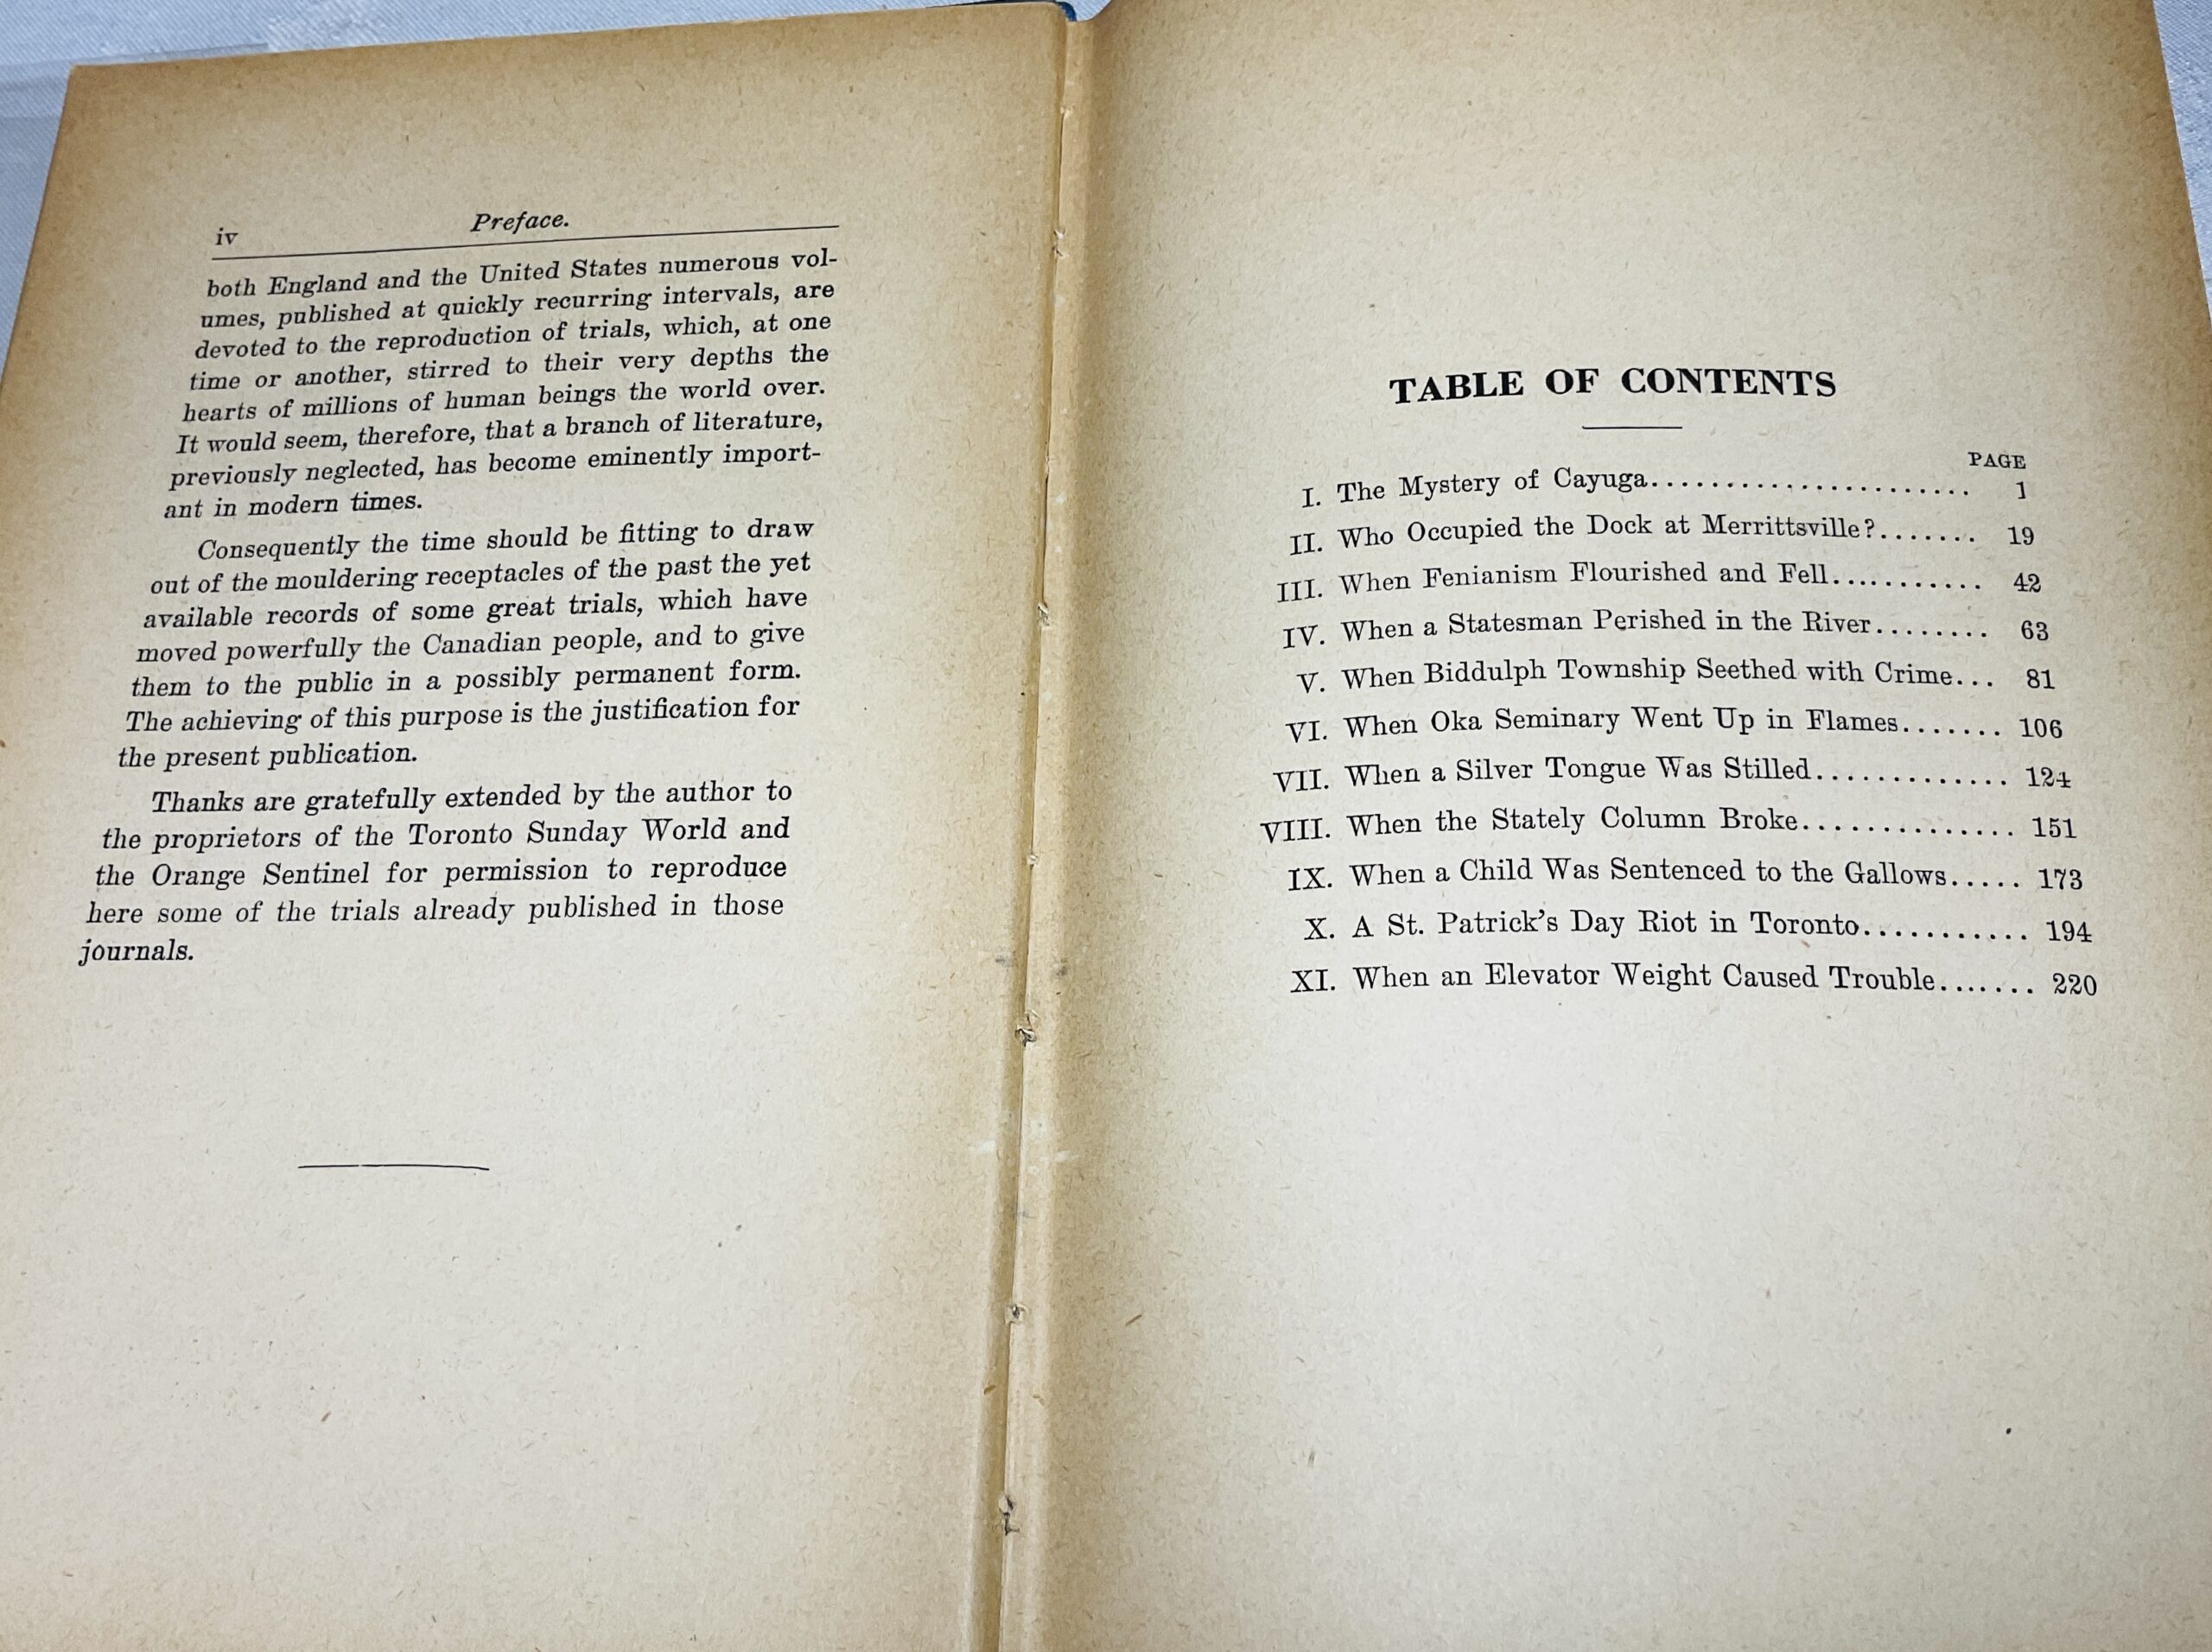 iv Preface.
both England and the United States numerous vol-
umes, published at quickly recurring intervals, are
devoted to the reproduction of trials, which, at one
time or another, stirred to their very depths the
hearts of millions of human beings the world over.
It would seem, therefore, that a branch of literature,
previously neglected, has become eminently import-
ant in modern times.
Consequently the time should be fitting to draw
out of the mouldering receptacles of the past the yet
available records of some great trials, which have
moved powerfully the Canadian people, and to give
them to the public in a possibly permanent form.
The achieving of this purpose is the justification for
the present publication.
Thanks are gratefully extended by the author to
the proprietors of the Toronto Sunday World and
the Orange Sentinel for permission to reproduce
here some of the trials already published in those
journals.
TABLE OF CONTENTS
PAGE
I. The Mystery of Cayuga...................... 1
II. Who Occupied the Dock at Merrittsville?....... 19
III. When Fenianism Flourished and Fell........... 42
IV. When a Statesman Perished in the River........ 63
V. When Biddulph Township Seethed with Crime... 81
VI. When Oka Seminary Went Up in Flames....... 106
VII. When a Silver Tongue Was Stilled............. 124
VIII. When the Stately Column Broke.............. 151
IX. When a Child Was Sentenced to the Gallows..... 173
X. A St. Patrick's Day Riot in Toronto........... 194
XI. When an Elevator Weight Caused Trouble....... 220